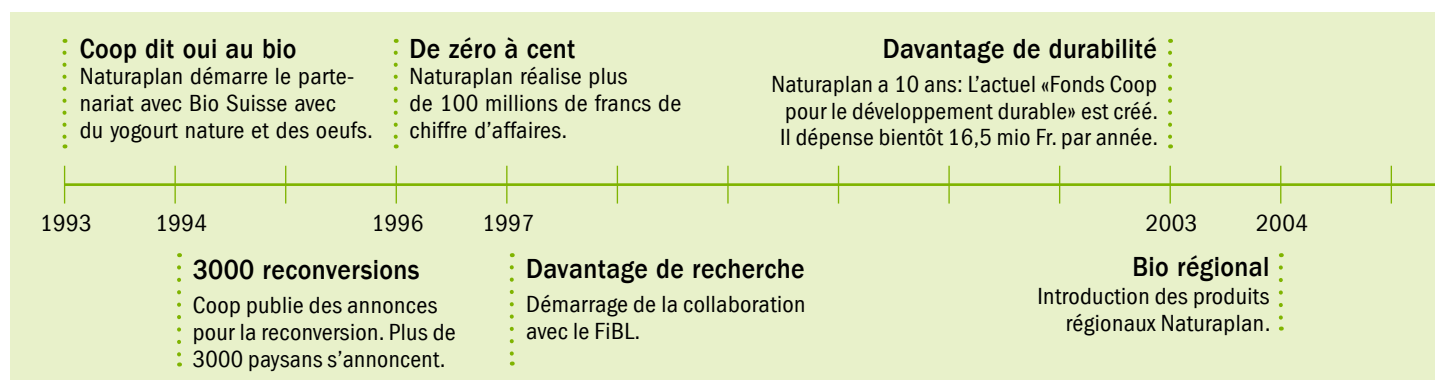 Coop dit oui au bio
Naturaplan démarre le parte-
nariat avec Bio Suisse avec
du yogourt nature et des oeufs.
De zéro à cent
Naturaplan réalise plus
de 100 millions de francs de
chiffre d'affaires.
Davantage de durabilité
Naturaplan a 10 ans: L'actuel «Fonds Coop
pour le développement durable» est créé.
Il dépense bientôt 16,5 mio Fr. par année.
1993 1994 1996 1997 2003 2004
3000 reconversions
Coop publie des annonces
pour la reconversion. Plus de
3000 paysans s'annoncent.
Davantage de recherche
Démarrage de la collaboration
avec le FiBL.
Bio régional
Introduction des produits
régionaux Naturaplan.